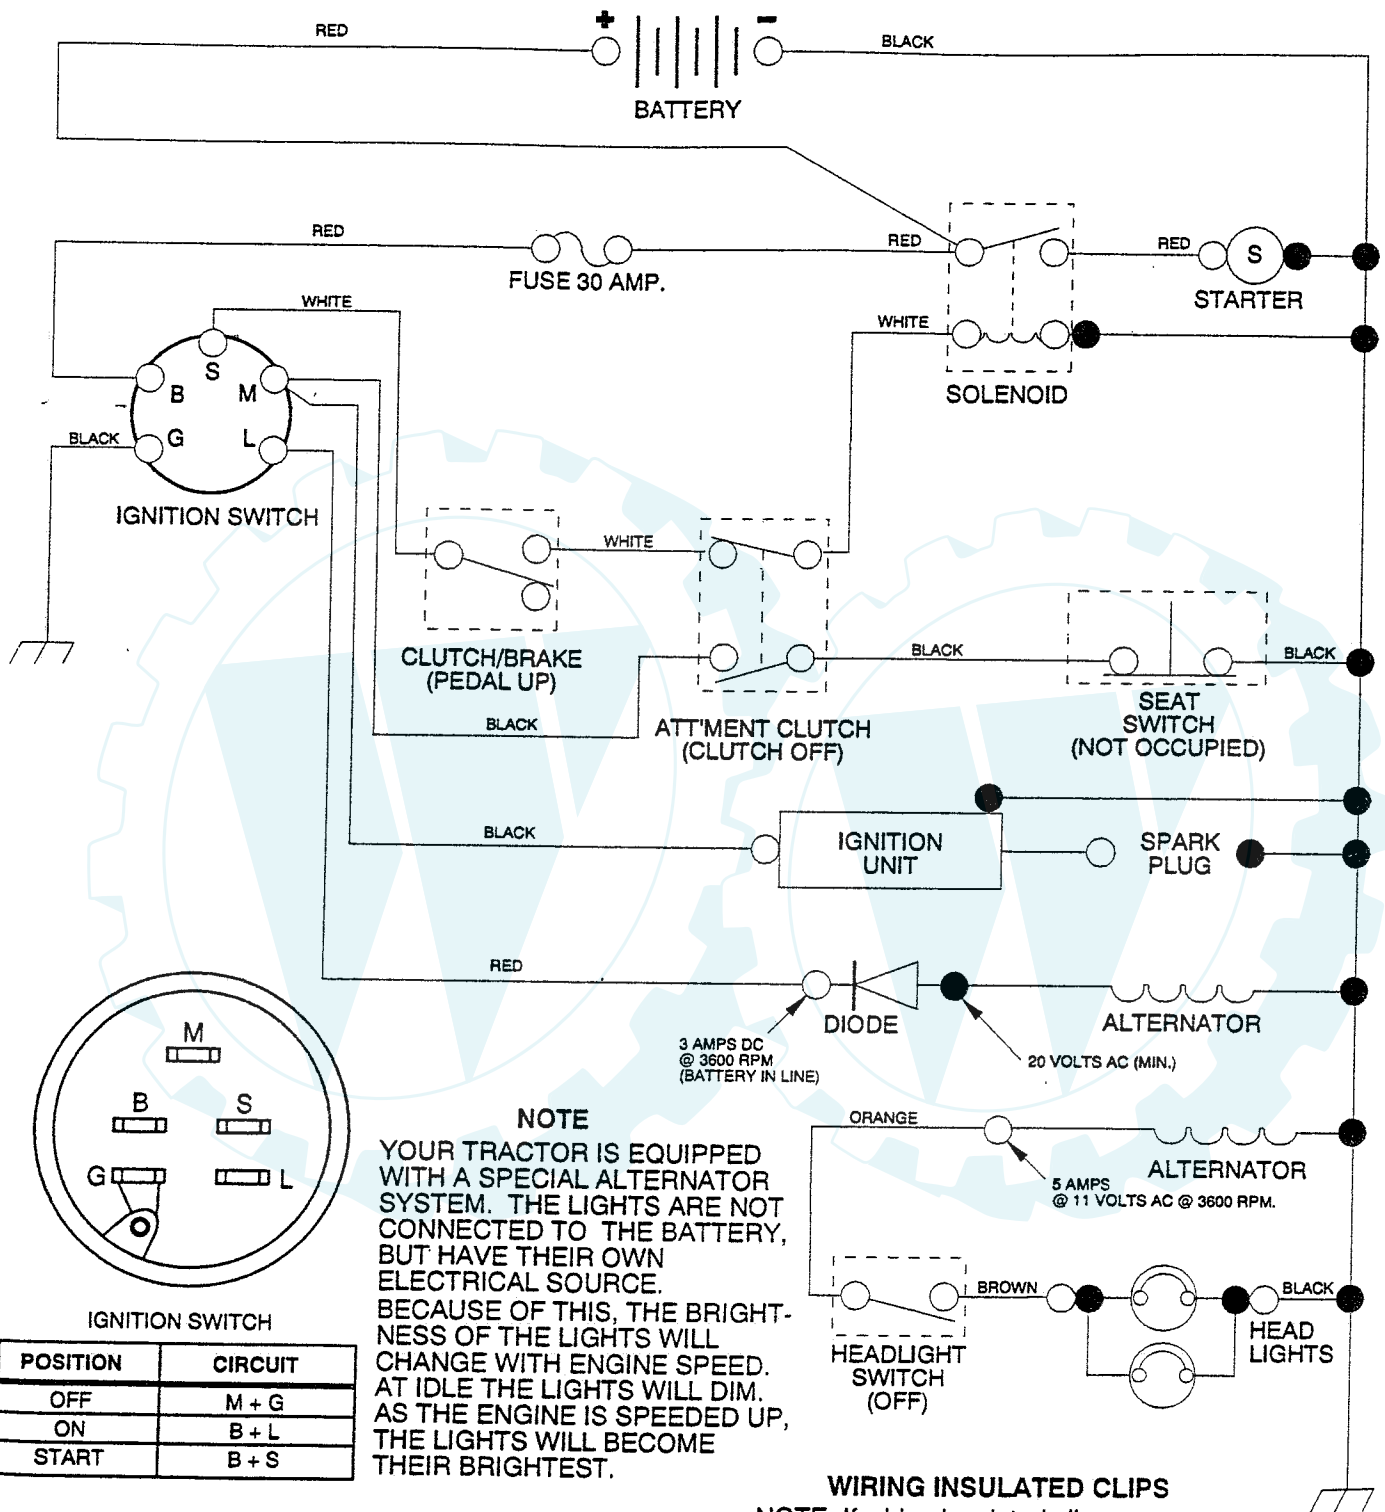 RED
+
-
BLACK
BATTERY
RED
FUSE 30 AMP.
RED
RED
S
STARTER
WHITE
WHITE
SOLENOID
S
B
M
G
L
BLACK
IGNITION SWITCH
WHITE
CLUTCH/BRAKE
(PEDAL UP)
BLACK
ATT'MENT CLUTCH
(CLUTCH OFF)
BLACK
BLACK
SEAT
SWITCH
(NOT OCCUPIED)
BLACK
IGNITION
UNIT
SPARK
PLUG
RED
DIODE
ALTERNATOR
3 AMPS DC
@ 3600 RPM
(BATTERY IN LINE)
20 VOLTS AC (MIN.)
ORANGE
ALTERNATOR
5 AMPS
@ 11 VOLTS AC @ 3600 RPM.
BROWN
BLACK
HEAD
LIGHTS
HEADLIGHT
SWITCH
(OFF)
M
B
S
G
L
IGNITION SWITCH
POSITION CIRCUIT
OFF M + G
ON B + L
START B + S
NOTE
YOUR TRACTOR IS EQUIPPED
WITH A SPECIAL ALTERNATOR
SYSTEM. THE LIGHTS ARE NOT
CONNECTED TO THE BATTERY,
BUT HAVE THEIR OWN
ELECTRICAL SOURCE.
BECAUSE OF THIS, THE BRIGHT-
NESS OF THE LIGHTS WILL
CHANGE WITH ENGINE SPEED.
AT IDLE THE LIGHTS WILL DIM.
AS THE ENGINE IS SPEEDED UP,
THE LIGHTS WILL BECOME
THEIR BRIGHTEST.
WIRING INSULATED CLIPS